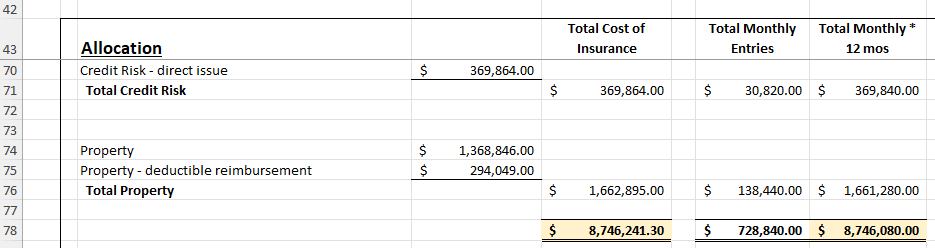 42
Total Cost of Total Monthly Total Monthly *
43 Allocation Insurance Entries 12 mos
70 Credit Risk - direct issue $ 369,864.00
71 Total Credit Risk $ 369,864.00 $ 30,820.00 $ 369,840.00
72
73
74 Property $ 1,368,846.00
75 Property - deductible reimbursement $ 294,049.00
76 Total Property $ 1,662,895.00 $ 138,440.00 $ 1,661,280.00
77
78 $ 8,746,241.30 $ 728,840.00 $ 8,746,080.00